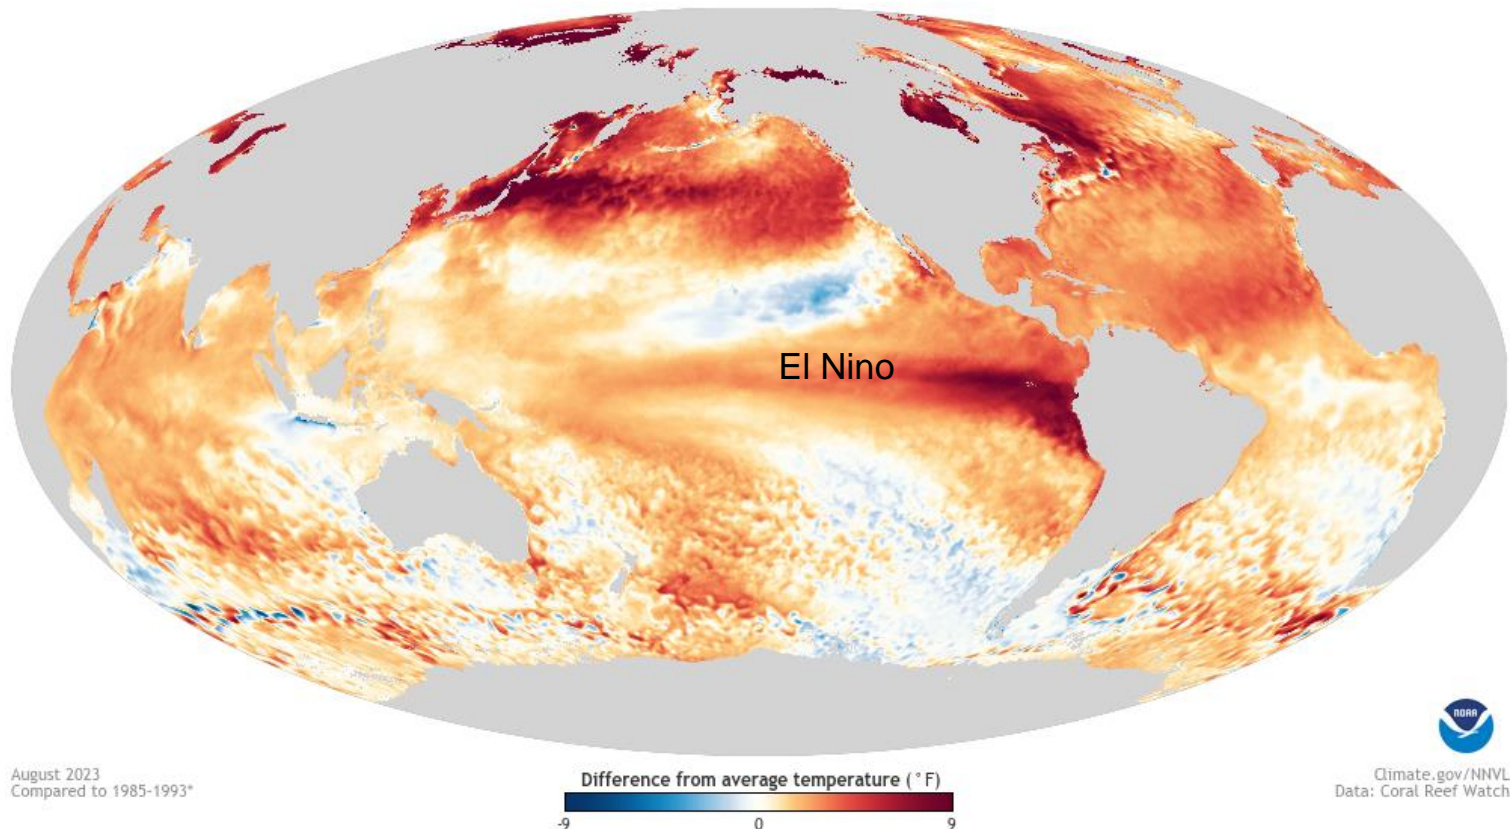 El Nino
NOAA
August 2023
Compared to 1985-1993*
Difference from average temperature (°F)
-9 0 9
Climate.gov/NNVL
Data: Coral Reef Watch